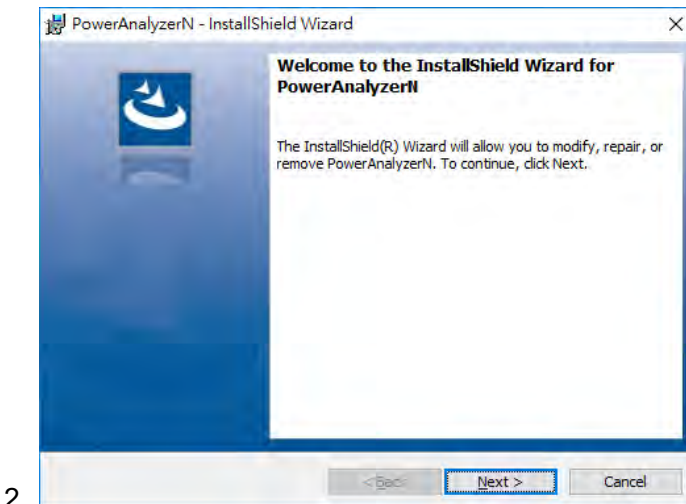 PowerAnalyzerN - InstallShield Wizard
Welcome to the InstallShield Wizard for
PowerAnalyzerN
The InstallShield(R) Wizard will allow you to modify, repair, or
remove PowerAnalyzerN. To continue, click Next.
< Back Next > Cancel
2